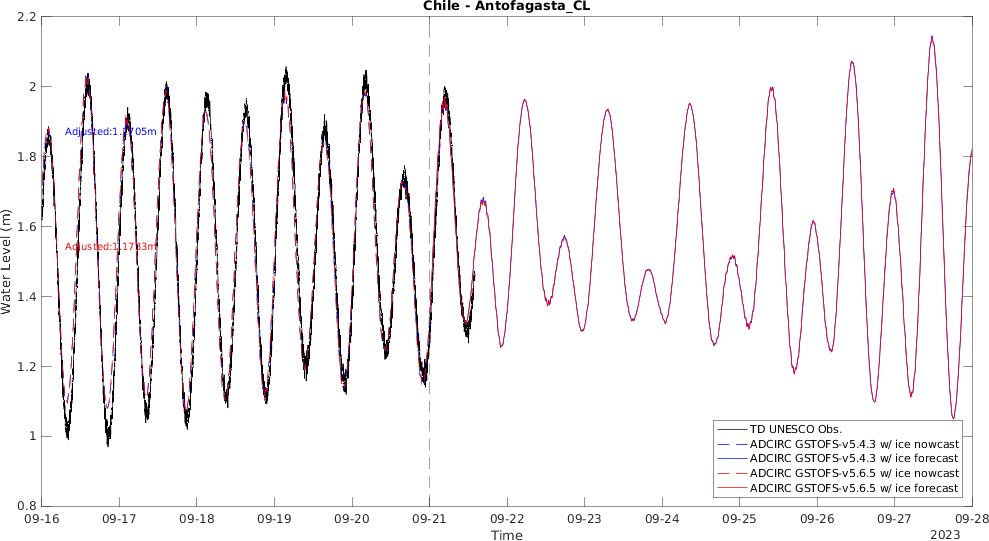 Chile - Antofagasta_CL
2.2
2
1.8
1.6
1.4
1.2
1
0.8
Water Level (m)
Adjusted:1.1705m
Adjusted:1.1783m
TD UNESCO Obs.
ADCIRC GSTOFS-v5.4.3 w/ ice nowcast
ADCIRC GSTOFS-v5.4.3 w/ ice forecast
ADCIRC GSTOFS-v5.6.5 w/ ice nowcast
ADCIRC GSTOFS-v5.6.5 w/ ice forecast
09-16 09-17 09-18 09-19 09-20 09-21 09-22 09-23 09-24 09-25 09-26 09-27 09-28
Time
2023